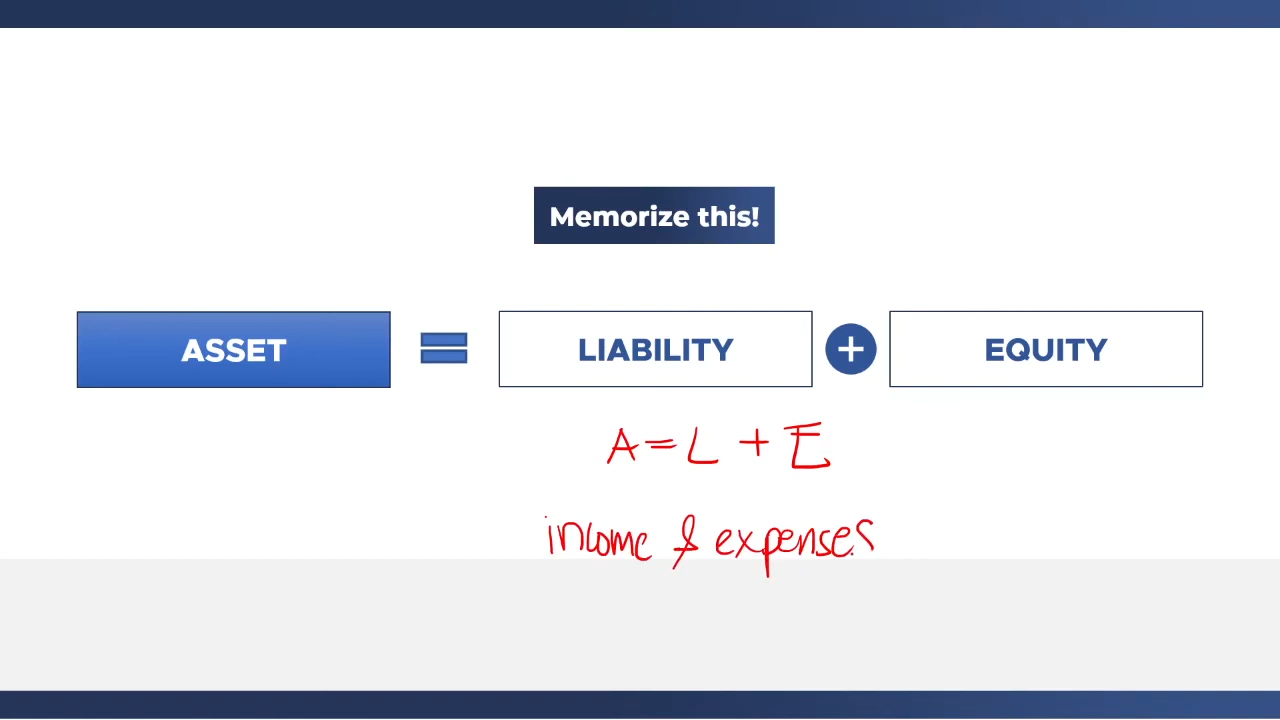 Memorize this!
ASSET = LIABILITY + EQUITY
A = L + E
income & expenses